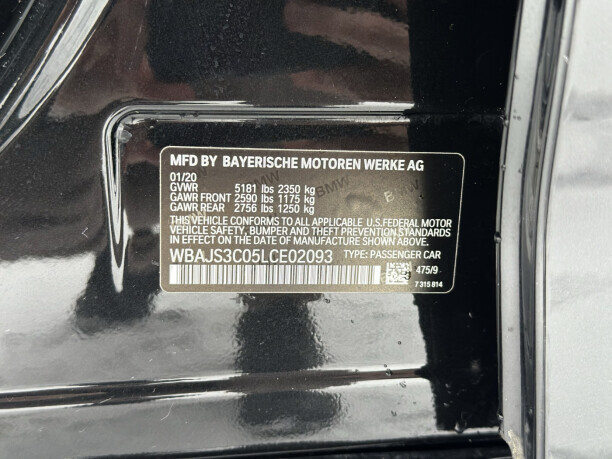 MFD BY BAYERISCHE MOTOREN WERKE AG
01/20
GVWR 5181 lbs 2350 kg
GAWR FRONT 2590 lbs 1175 kg
GAWR REAR 2756 lbs 1250 kg
THIS VEHICLE CONFORMS TO ALL APPLICABLE U.S.FEDERAL MOTOR
VEHICLE SAFETY, BUMPER, AND THEFT PREVENTION STANDARDS
IN EFFECT ON THE DATE OF MANUFACTURE SHOWN ABOVE.
WBAJS3C05LCE02093 TYPE: PASSENGER CAR
475/9
7 315 814
BMW
BMW
BMW